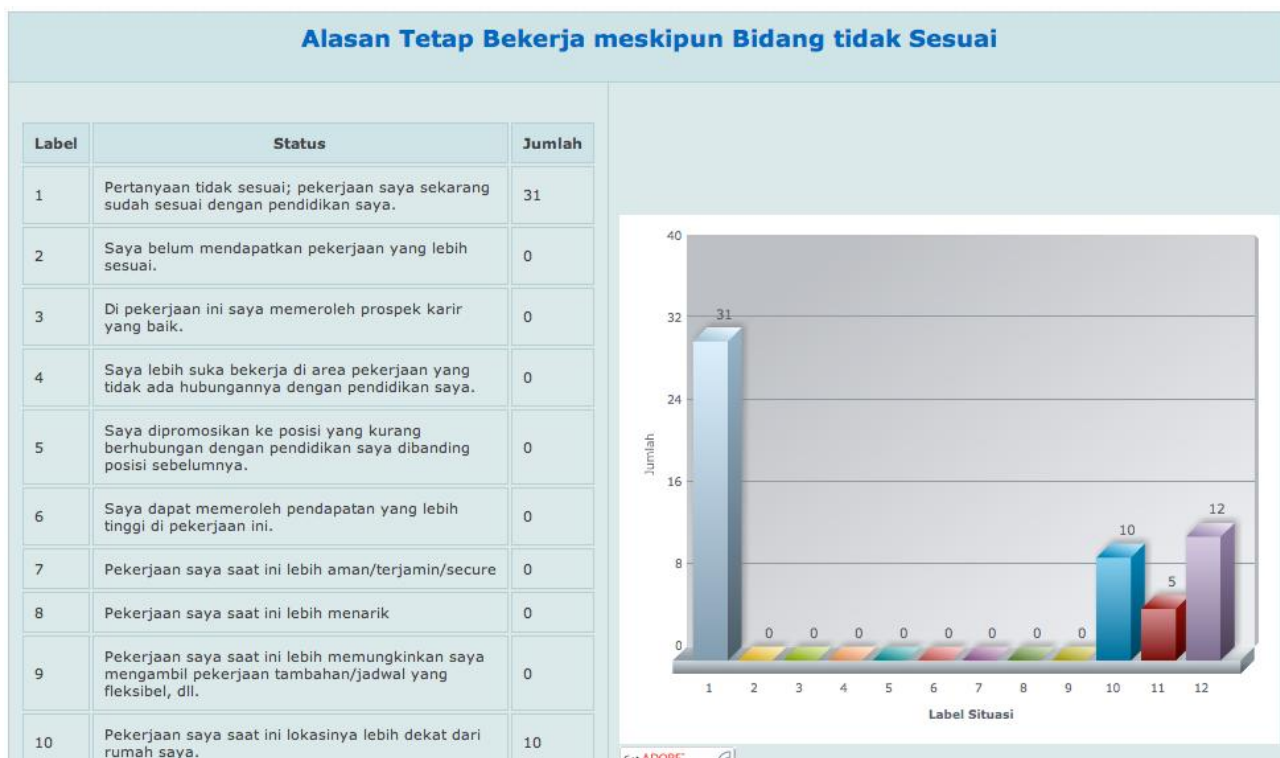 Alasan Tetap Bekerja meskipun Bidang tidak Sesuai
Label Status Jumlah
1 Pertanyaan tidak sesuai; pekerjaan saya sekarang
sudah sesuai dengan pendidikan saya. 31
2 Saya belum mendapatkan pekerjaan yang lebih
sesuai. 0
3 Di pekerjaan ini saya memeroleh prospek karir
yang baik. 0
4 Saya lebih suka bekerja di area pekerjaan yang
tidak ada hubungannya dengan pendidikan saya. 0
5 Saya dipromosikan ke posisi yang kurang
berhubungan dengan pendidikan saya dibanding
posisi sebelumnya. 0
6 Saya dapat memeroleh pendapatan yang lebih
tinggi di pekerjaan ini. 0
7 Pekerjaan saya saat ini lebih aman/terjamin/secure 0
8 Pekerjaan saya saat ini lebih menarik 0
9 Pekerjaan saya saat ini lebih memungkinkan saya
mengambil pekerjaan tambahan/jadwal yang
fleksibel, dll. 0
10 Pekerjaan saya saat ini lokasinya lebih dekat dari
rumah saya. 10
40
32
24
16
8
0
Jumlah
31 0 0 0 0 0 0 0 0 10 5 12
1 2 3 4 5 6 7 8 9 10 11 12
Label Situasi
ADOBE